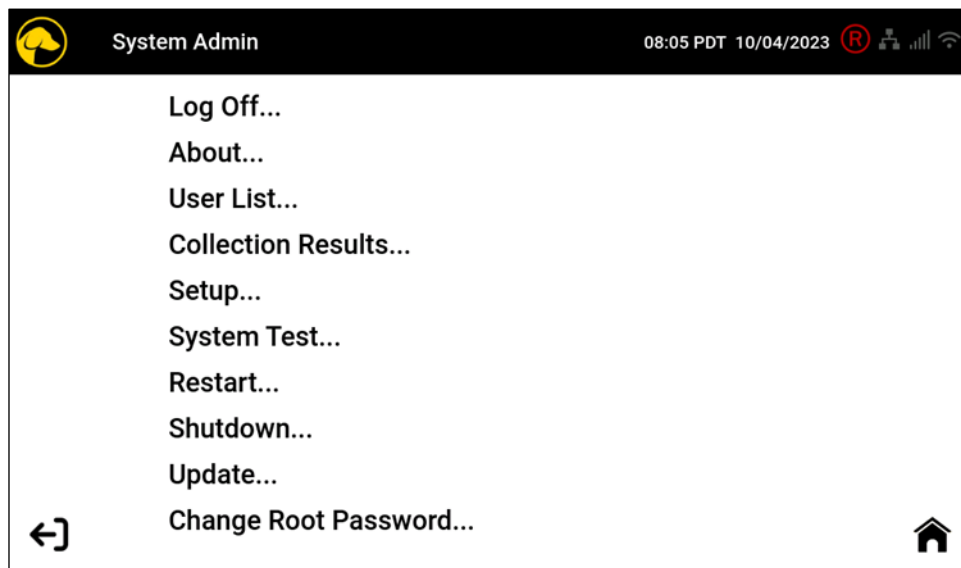 System Admin
08:05 PDT 10/04/2023 R
Log Off...
About...
User List...
Collection Results...
Setup...
System Test...
Restart...
Shutdown...
Update...
Change Root Password...